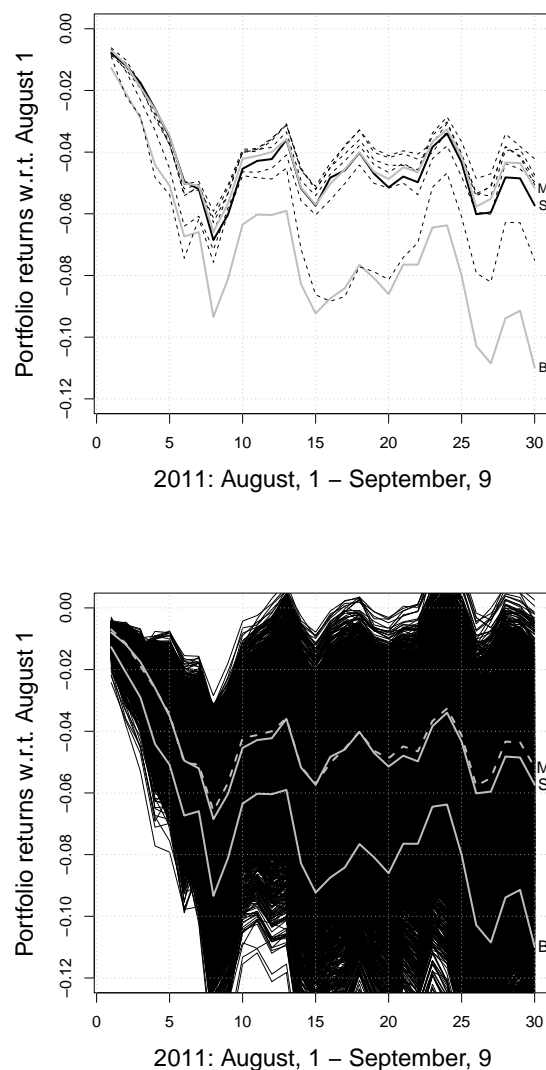 0.00
−0.02
−0.04
−0.06
−0.08
−0.10
−0.12
Portfolio returns w.r.t. August 1
M
S
B
0 5 10 15 20 25 30
2011: August, 1 − September, 9
0.00
−0.02
−0.04
−0.06
−0.08
−0.10
−0.12
Portfolio returns w.r.t. August 1
M
S
B
0 5 10 15 20 25 30
2011: August, 1 − September, 9